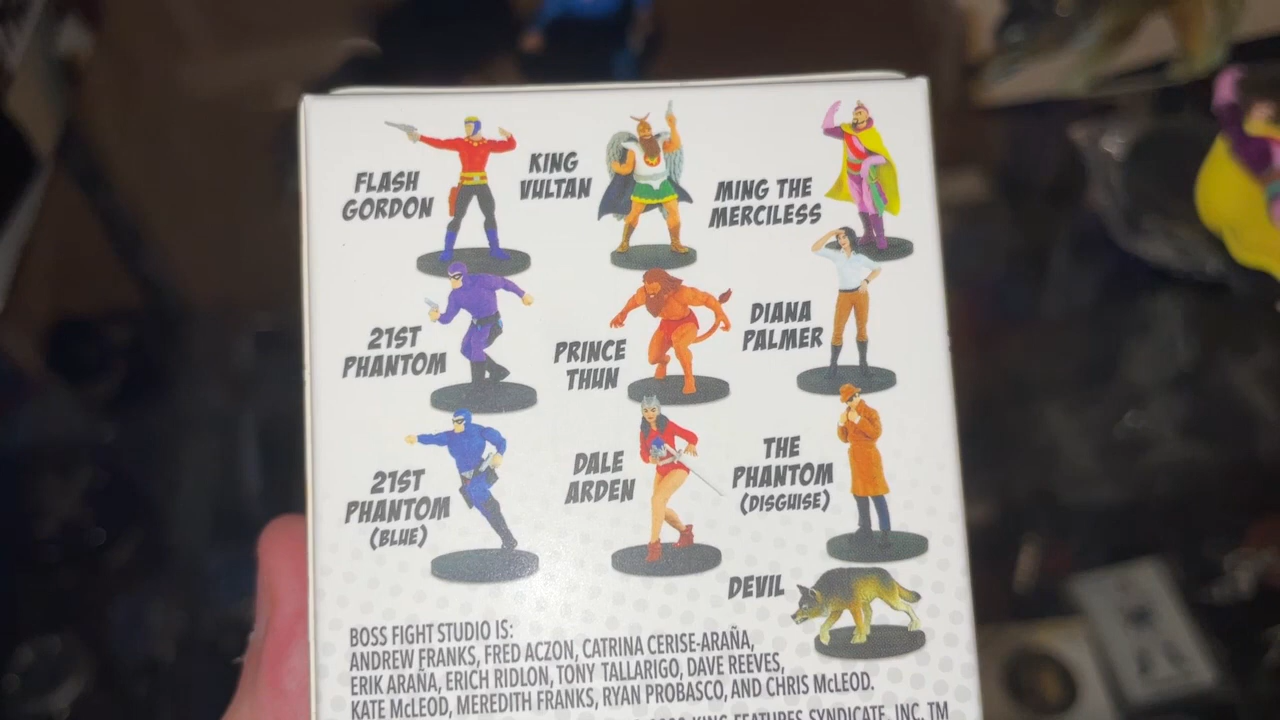 FLASH
GORDON
KING
VULTAN
MING THE
MERCILESS
21ST
PHANTOM
PRINCE
THUN
DIANA
PALMER
21ST
PHANTOM
(BLUE)
DALE
ARDEN
THE
PHANTOM
(DISGUISE)
DEVIL
BOSS FIGHT STUDIO IS:
ANDREW FRANKS, FRED ACZON, CATRINA CERISE-ARAÑA,
ERIK ARAÑA, ERICH RIDLON, TONY TALLARIGO, DAVE REEVES,
KATE McLEOD, MEREDITH FRANKS, RYAN PROBASCO, AND CHRIS McLEOD.
KING FEATURES SYNDICATE, INC. TM